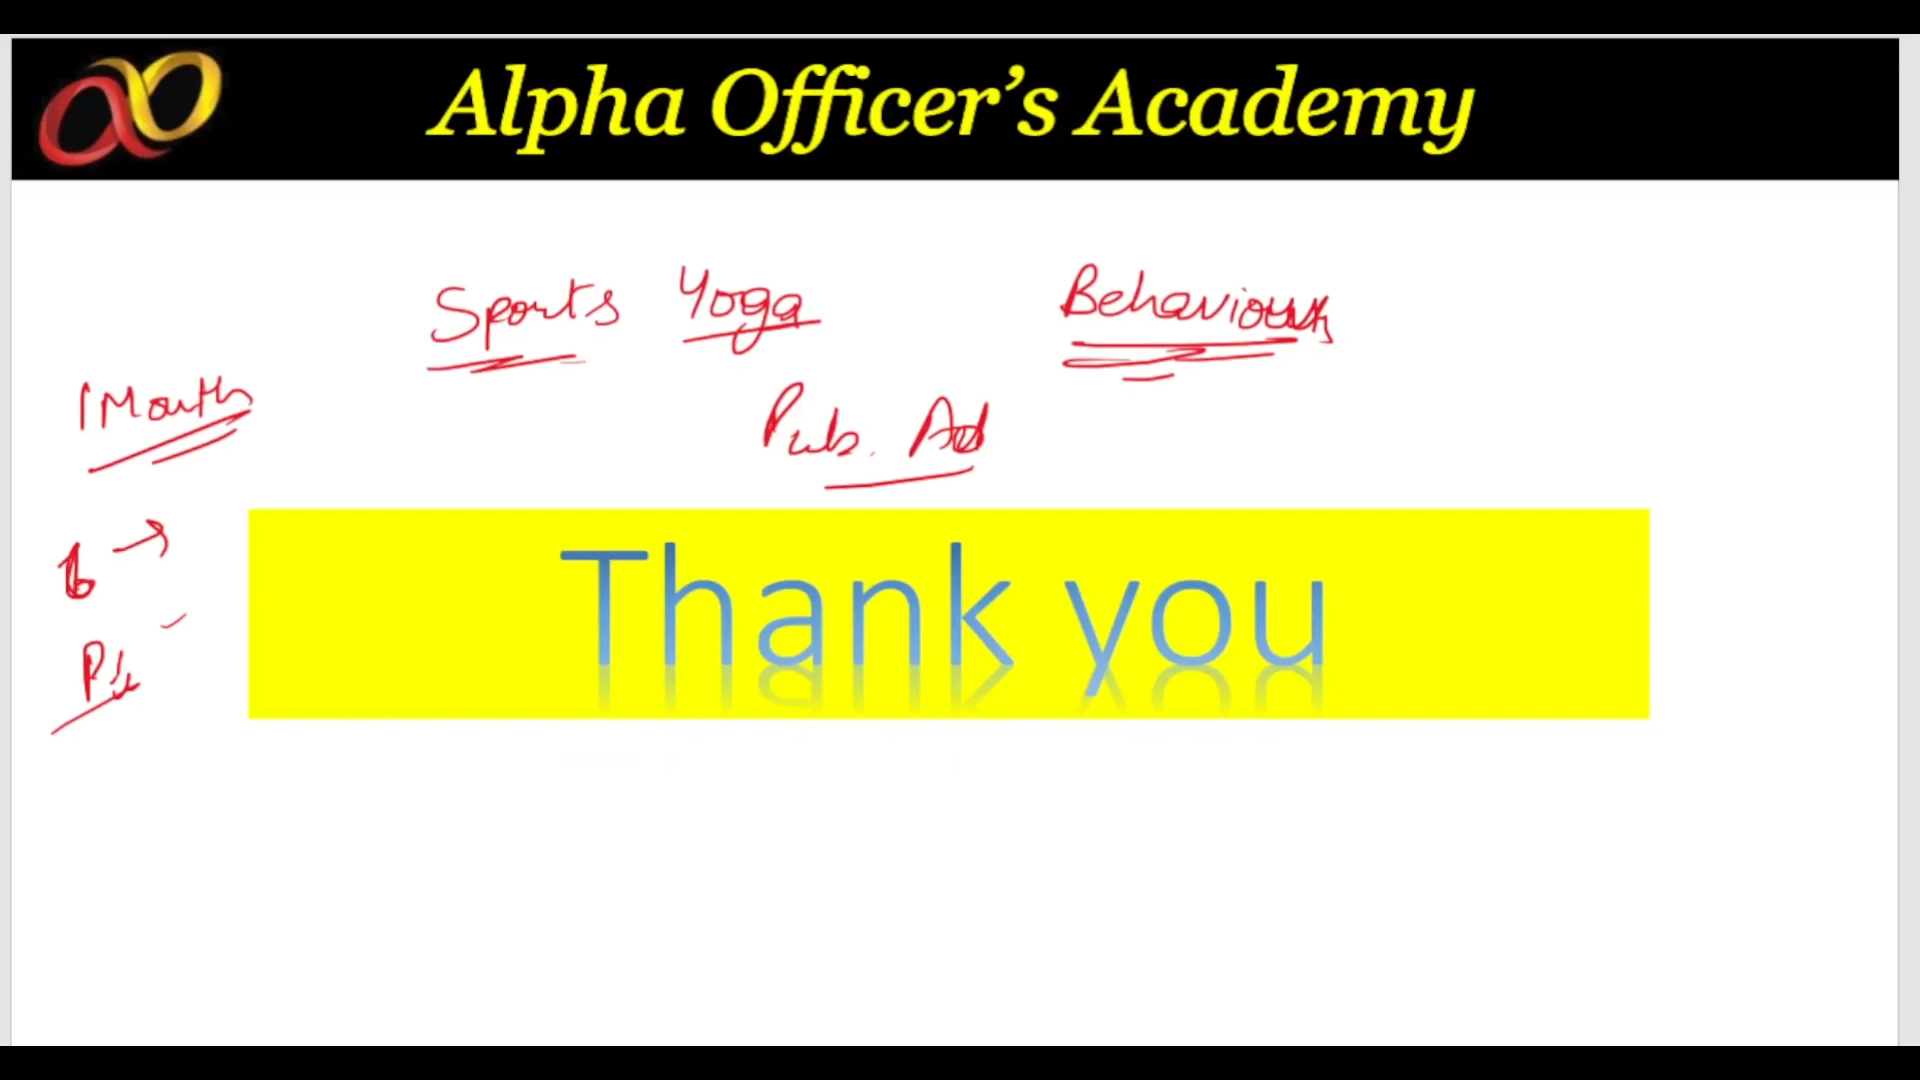 Alpha Officer’s Academy
Sports Yoga Behaviour
1 Month
Pub. Ad
Thank you